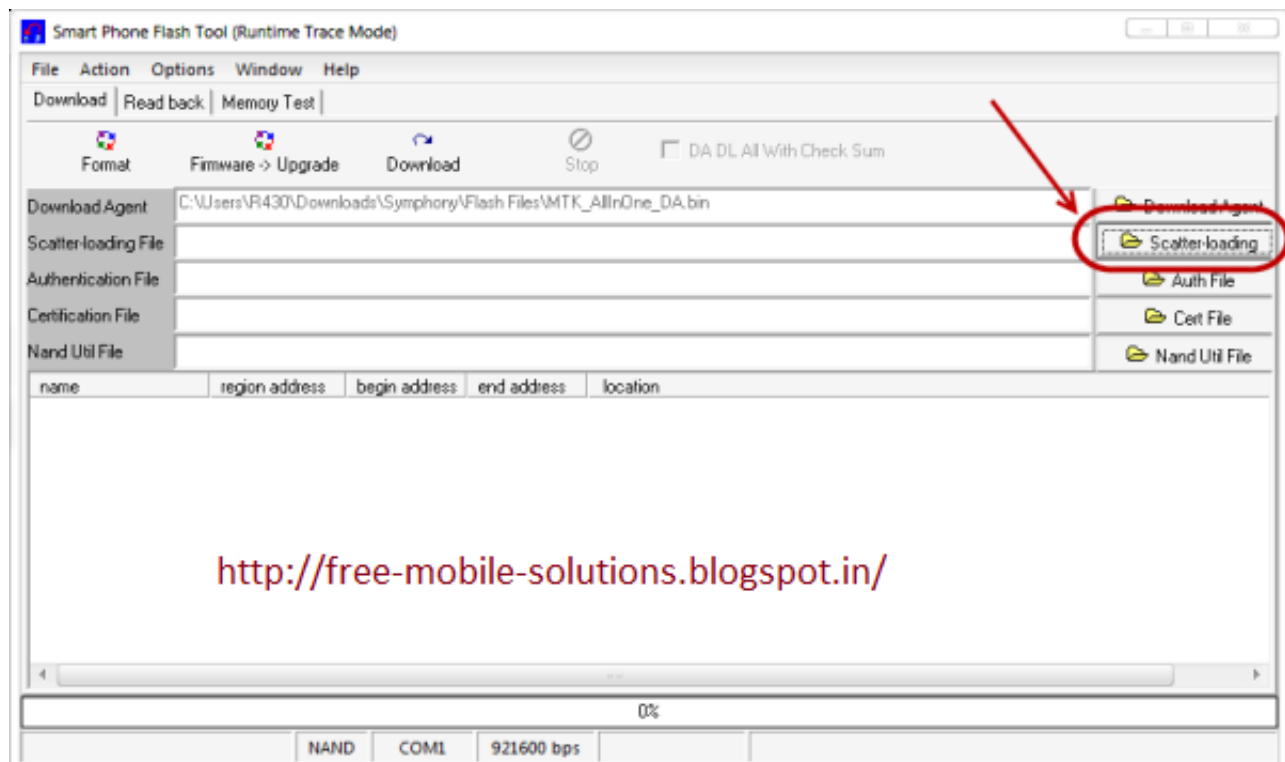 Smart Phone Flash Tool (Runtime Trace Mode)
File Action Options Window Help
Download Read back Memory Test
Format Firmware -> Upgrade Download Stop DA DL All With Check Sum
Download Agent C:\Users\R430\Downloads\Symphony\Flash Files\MTK_AllInOne_DA.bin Download Agent
Scatter-loading File Scatter-loading
Authentication File Auth File
Certification File Cert File
Nand Util File Nand Util File
name region address begin address end address location
http://free-mobile-solutions.blogspot.in/
0%
NAND COM1 921600 bps